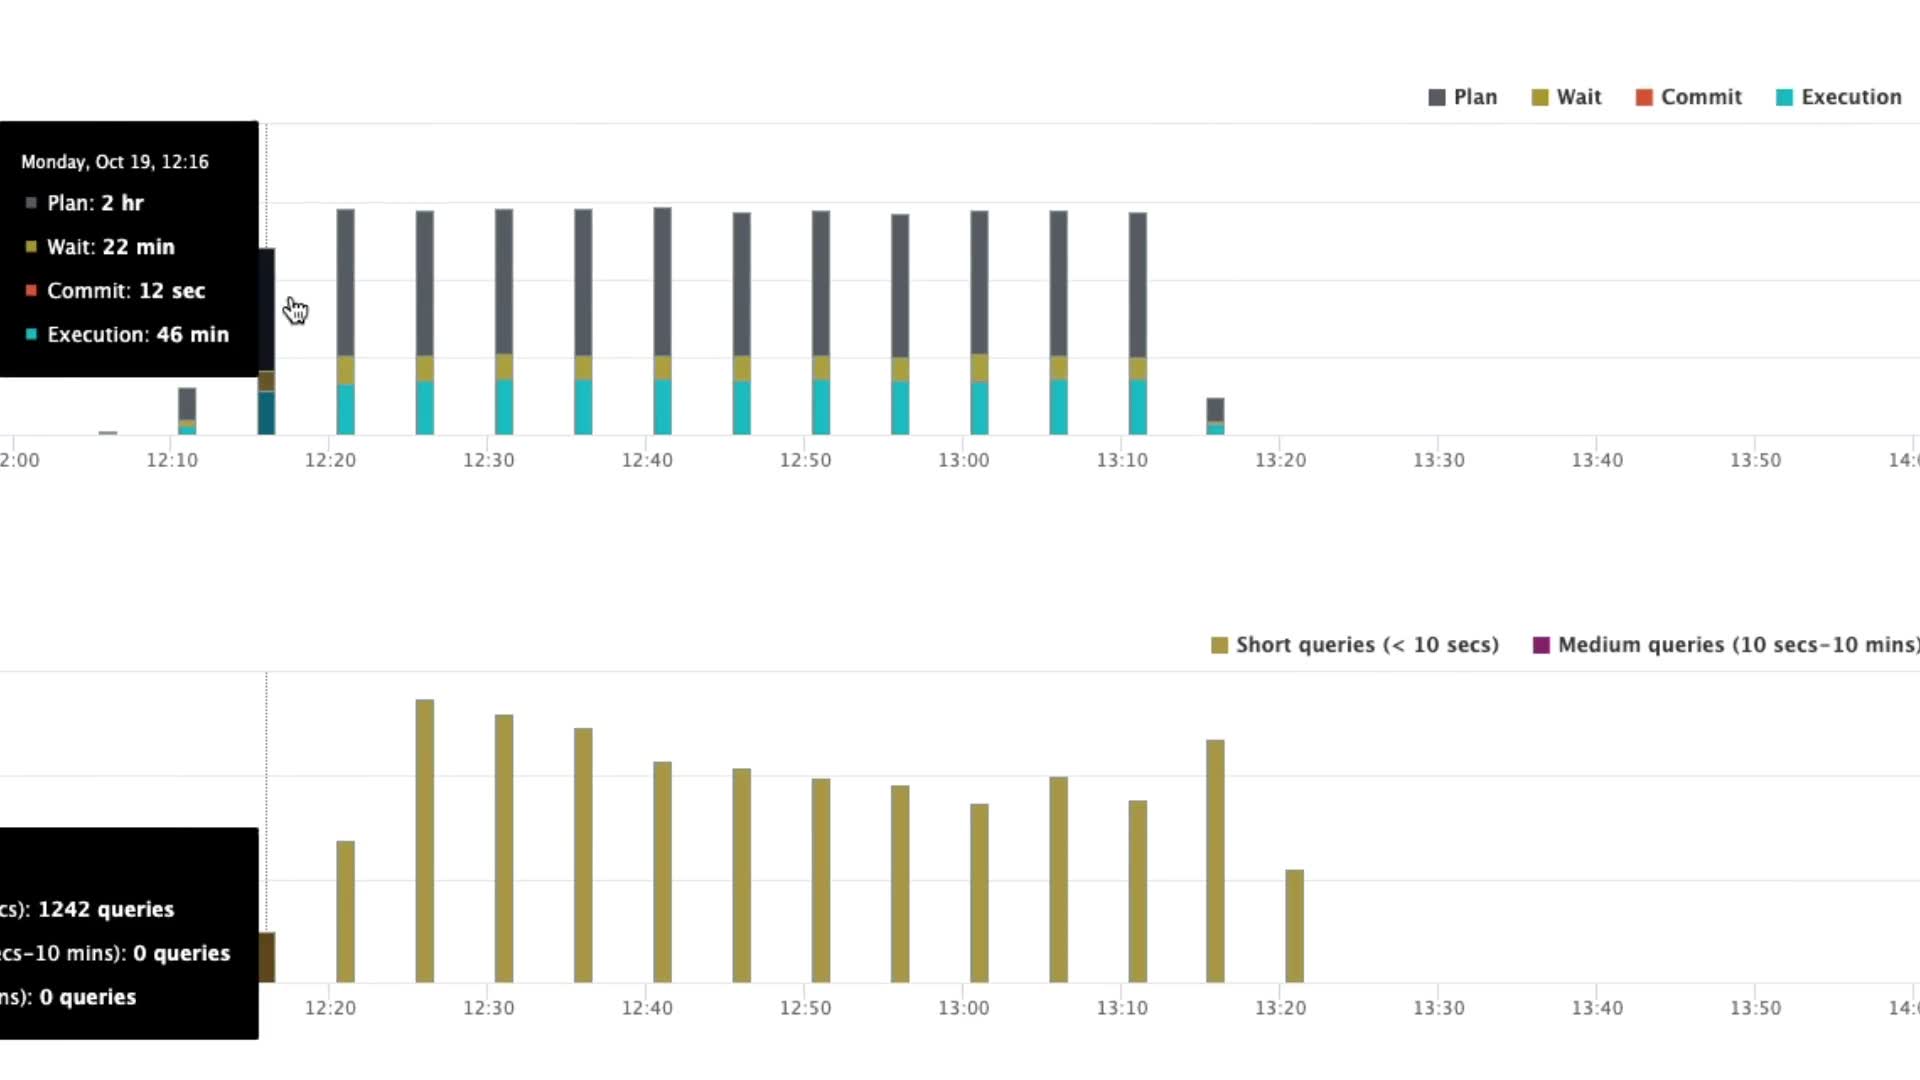 Plan Wait Commit Execution
Monday, Oct 19, 12:16
Plan: 2 hr
Wait: 22 min
Commit: 12 sec
Execution: 46 min
2:00 12:10 12:20 12:30 12:40 12:50 13:00 13:10 13:20 13:30 13:40 13:50 14:
Short queries (< 10 secs) Medium queries (10 secs–10 mins)
cs): 1242 queries
ecs–10 mins): 0 queries
ns): 0 queries
12:20 12:30 12:40 12:50 13:00 13:10 13:20 13:30 13:40 13:50 14: